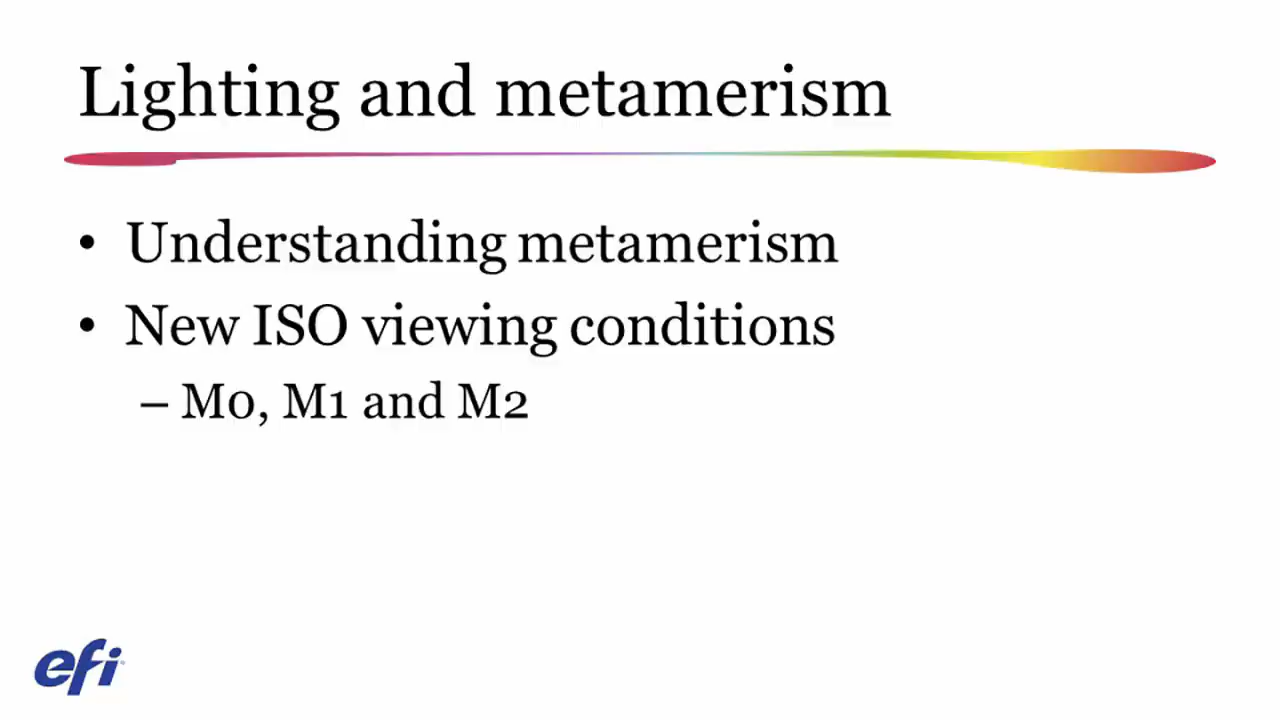 Lighting and metamerism
• Understanding metamerism
• New ISO viewing conditions
– M0, M1 and M2
efi